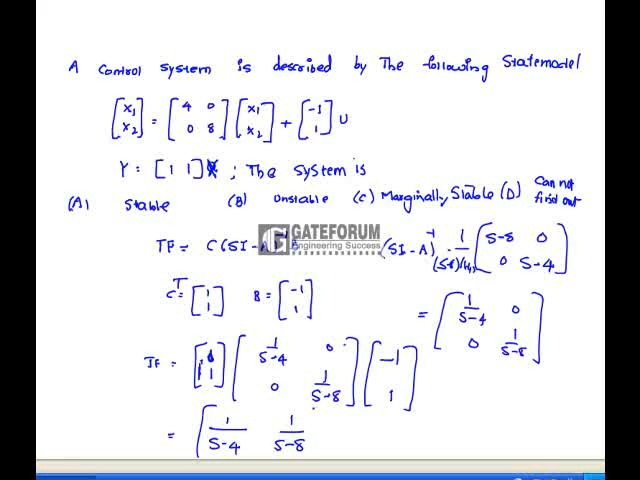 A control system is described by The following Statemodel
[x1 x2] = [4 0 0 8] [x1 x2] + [-1 1] U
Y = [1 1] X ; The System is
(A) Stable (B) Unstable (C) Marginally Stable (D) Can not first out
TF = C(SI-A)⁻¹B
(SI-A)⁻¹ 1/(S-8)(S-4) [S-8 0 0 S-4]
GATEFORUM
Engineering Success
C^T = [1 1] B = [-1 1]
= [1/S-4 0 0 1/S-8]
TF = [1 1] [1/S-4 0 0 1/S-8] [-1 1]
= [1/S-4 1/S-8